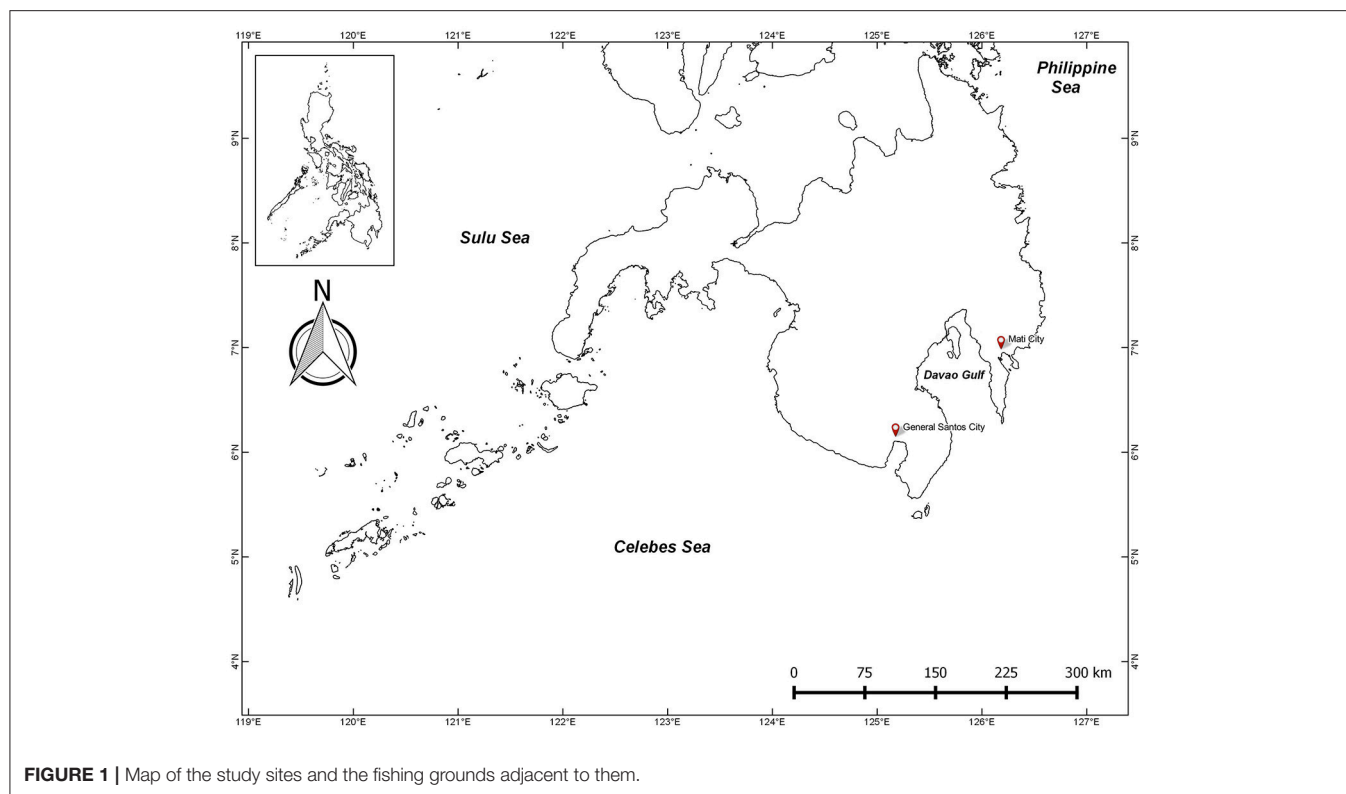 119°E 120°E 121°E 122°E 123°E 124°E 125°E 126°E 127°E
Philippine
Sea
9°N 9°N
8°N 8°N
Sulu Sea
N
7°N 7°N
Mati City
Davao Gulf
General Santos City
6°N 6°N
5°N 5°N
Celebes Sea
4°N 4°N
0 75 150 225 300 km
119°E 120°E 121°E 122°E 123°E 124°E 125°E 126°E 127°E
FIGURE 1 | Map of the study sites and the fishing grounds adjacent to them.